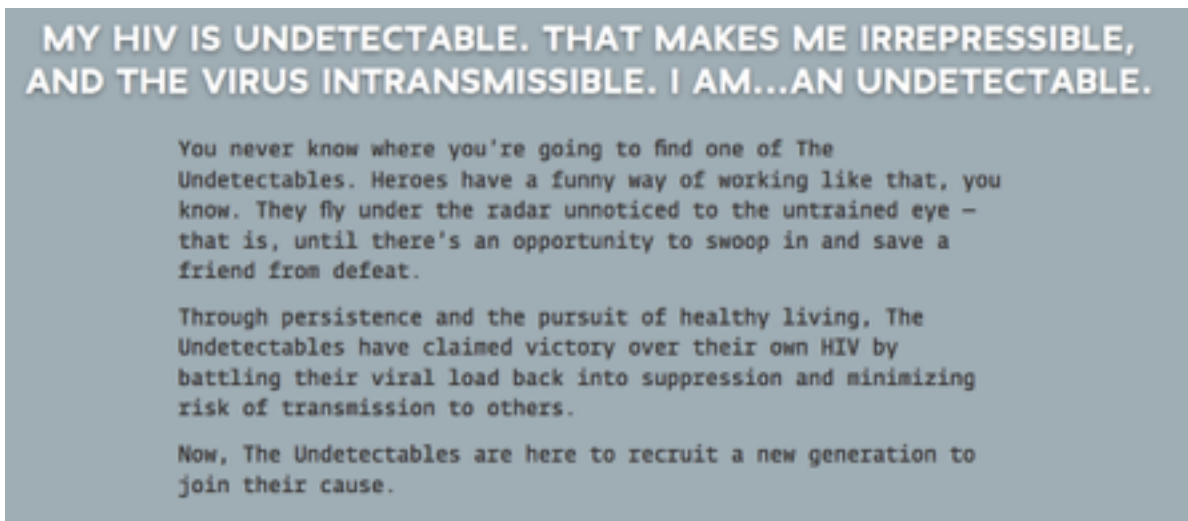 MY HIV IS UNDETECTABLE. THAT MAKES ME IRREPRESSIBLE,
AND THE VIRUS INTRANSMISSIBLE. I AM...AN UNDETECTABLE.
You never know where you're going to find one of The
Undetectables. Heroes have a funny way of working like that, you
know. They fly under the radar unnoticed to the untrained eye —
that is, until there's an opportunity to swoop in and save a
friend from defeat.
Through persistence and the pursuit of healthy living, The
Undetectables have claimed victory over their own HIV by
battling their viral load back into suppression and minimizing
risk of transmission to others.
Now, The Undetectables are here to recruit a new generation to
join their cause.